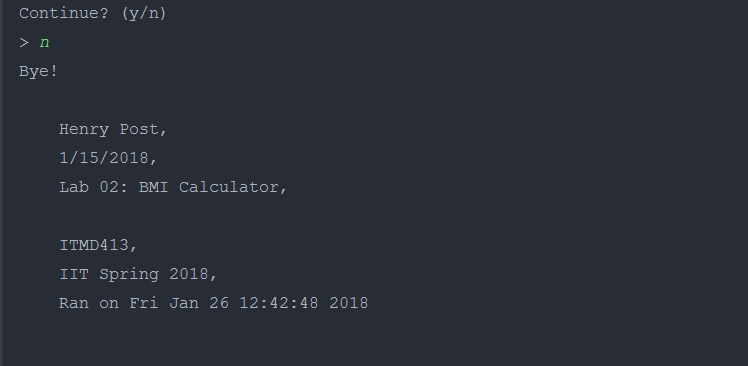 Continue? (y/n)
> n
Bye!
Henry Post,
1/15/2018,
Lab 02: BMI Calculator,
ITMD413,
IIT Spring 2018,
Ran on Fri Jan 26 12:42:48 2018